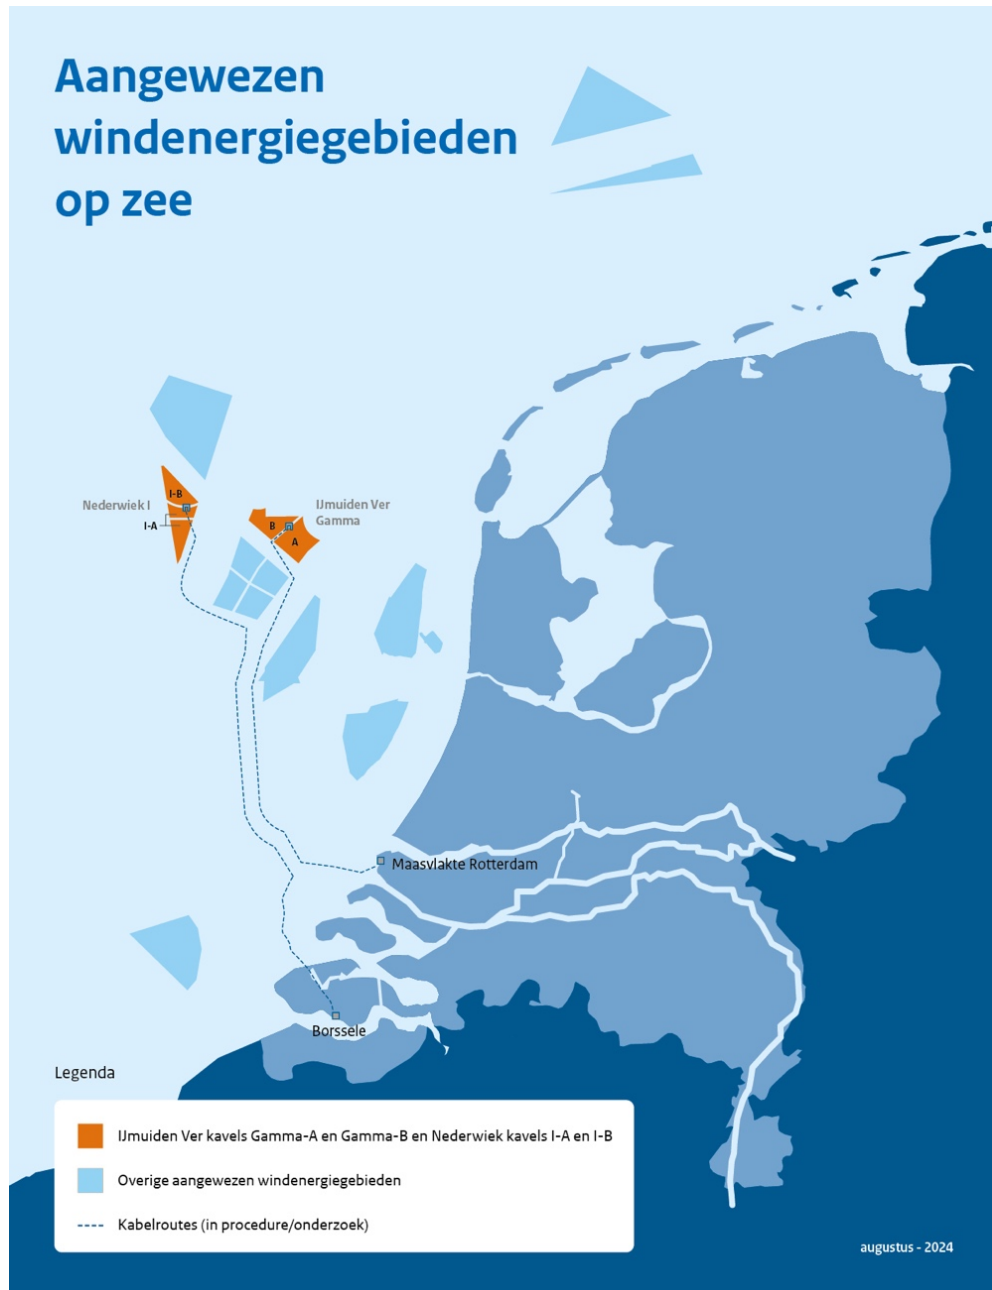 Aangewezen
windenergiegebieden
op zee
Nederwiek I
I-B
I-A
IJmuiden Ver
Gamma
B
A
Maasvlakte Rotterdam
Borssele
Legenda
IJmuiden Ver kavels Gamma-A en Gamma-B en Nederwiek kavels I-A en I-B
Overige aangewezen windenergiegebieden
Kabelroutes (in procedure/onderzoek)
augustus - 2024